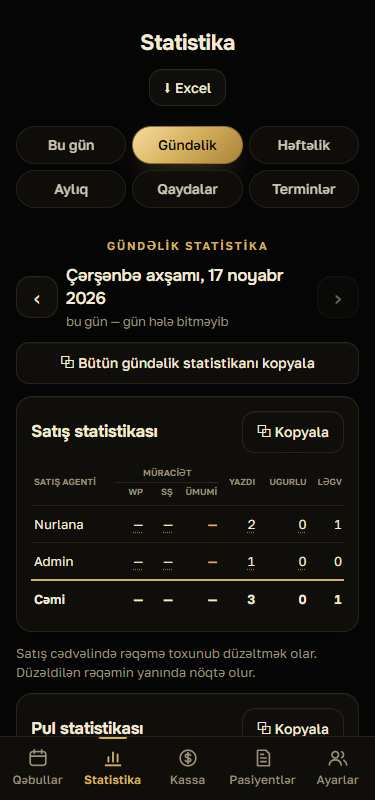 Statistika
⭳ Excel
Bu gün
Gündəlik
Həftəlik
Aylıq
Qaydalar
Terminlər
GÜNDƏLİK STATİSTİKA
‹
Çərşənbə axşamı, 17 noyabr
2026
bu gün — gün hələ bitməyib
›
Bütün gündəlik statistikanı kopyala
Satış statistikası
Kopyala
SATIŞ AGENTİ MÜRACİƏT YAZDI UGURLU LƏGV
WP SŞ ÜMUMİ
Nurlana — — — 2 0 1
Admin — — — 1 0 0
Cəmi — — — 3 0 1
Satış cədvəlində rəqəmə toxunub düzəltmək olar.
Düzəldilən rəqəmin yanında nöqtə olur.
Pul statistikası
Kopyala
Qəbullar
Statistika
Kassa
Pasiyentlər
Ayarlar